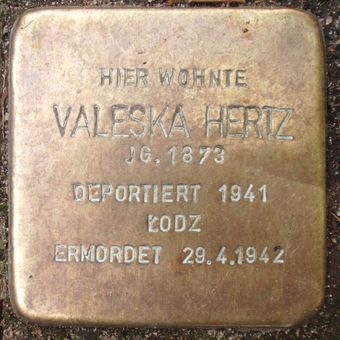 HIER WOHNTE
VALESKA HERTZ
JG. 1873
DEPORTIERT 1941
ŁODZ
ERMORDET 29.4.1942